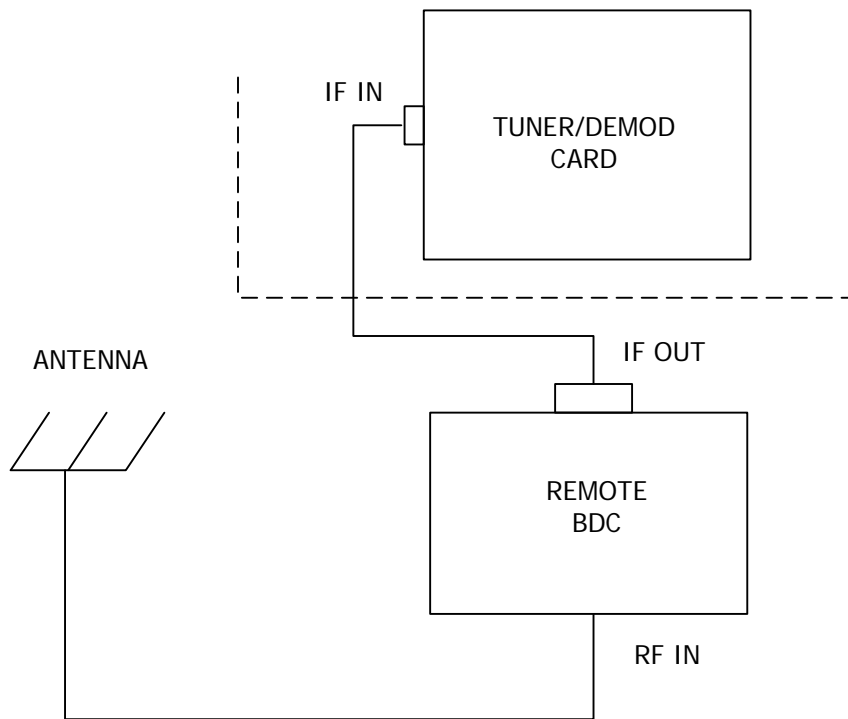 IF IN
TUNER/DEMOD
CARD
IF OUT
ANTENNA
REMOTE
BDC
RF IN